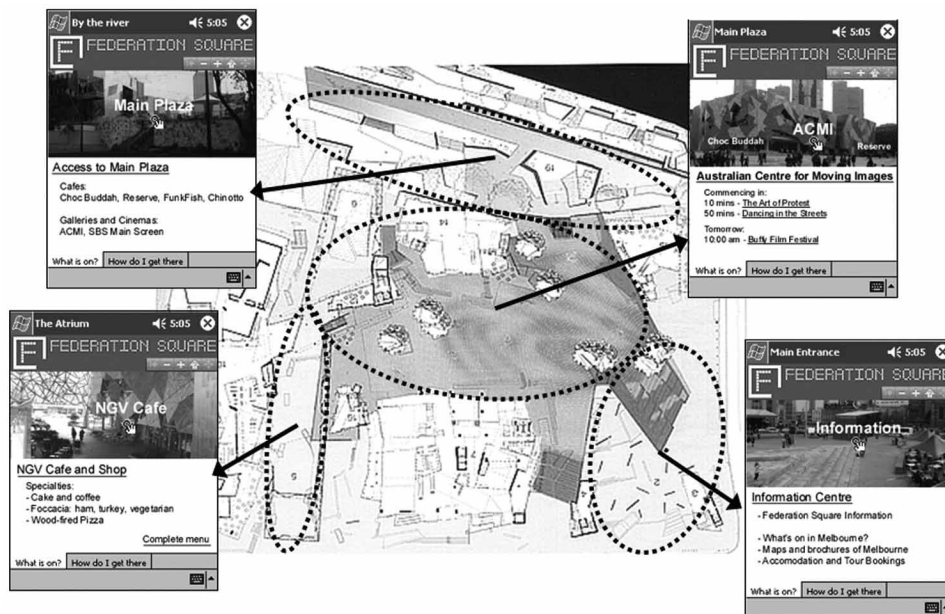 By the river 5:05
FEDERATION SQUARE
Main Plaza
Access to Main Plaza
Cafes:
Choc Buddah, Reserve, FunkFish, Chinotto
Galleries and Cinemas:
ACMI, SBS Main Screen
What is on? How do I get there
Main Plaza 5:05
FEDERATION SQUARE
ACMI
Choc Buddah Reserve
Australian Centre for Moving Images
Commencing in:
10 mins - The Art of Protest
50 mins - Dancing in the Streets
Tomorrow:
10:00 am - Buffy Film Festival
What is on? How do I get there
The Atrium 5:05
FEDERATION SQUARE
NGV Cafe
NGV Cafe and Shop
Specialties:
- Cake and coffee
- Foccacia: ham, turkey, vegetarian
- Wood-fired Pizza
Complete menu
What is on? How do I get there
Main Entrance 5:05
FEDERATION SQUARE
Information
Information Centre
- Federation Square Information
- What's on in Melbourne?
- Maps and brochures of Melbourne
- Accomodation and Tour Bookings
What is on? How do I get there
19
14
5
2
3
4